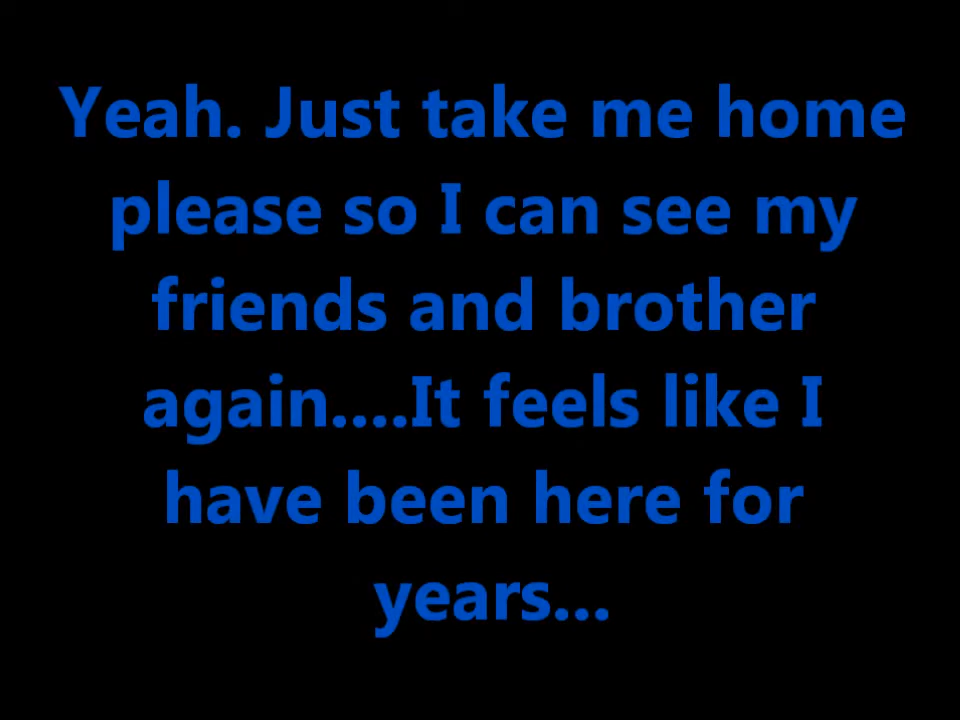 Yeah. Just take me home
please so I can see my
friends and brother
again....It feels like I
have been here for
years...